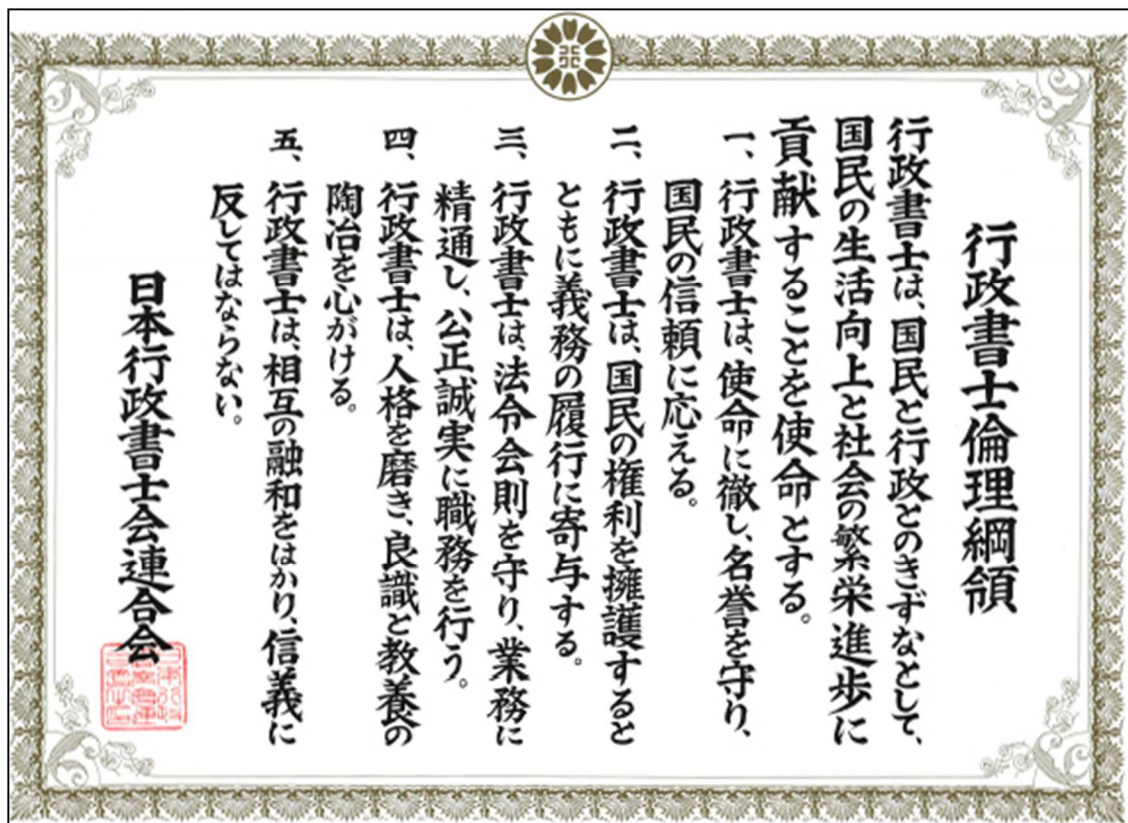 行政書士倫理綱領
行政書士は、国民と行政とのきずなとして、
国民の生活向上と社会の繁栄進歩に
貢献することを使命とする。
一、行政書士は、使命に徹し、名誉を守り、
国民の信頼に応える。
二、行政書士は、国民の権利を擁護すると
ともに義務の履行に寄与する。
三、行政書士は、法令会則を守り、業務に
精通し、公正誠実に職務を行う。
四、行政書士は、人格を磨き、良識と教養の
陶冶を心がける。
五、行政書士は、相互の融和をはかり、信義に
反してはならない。
日本行政書士会連合会